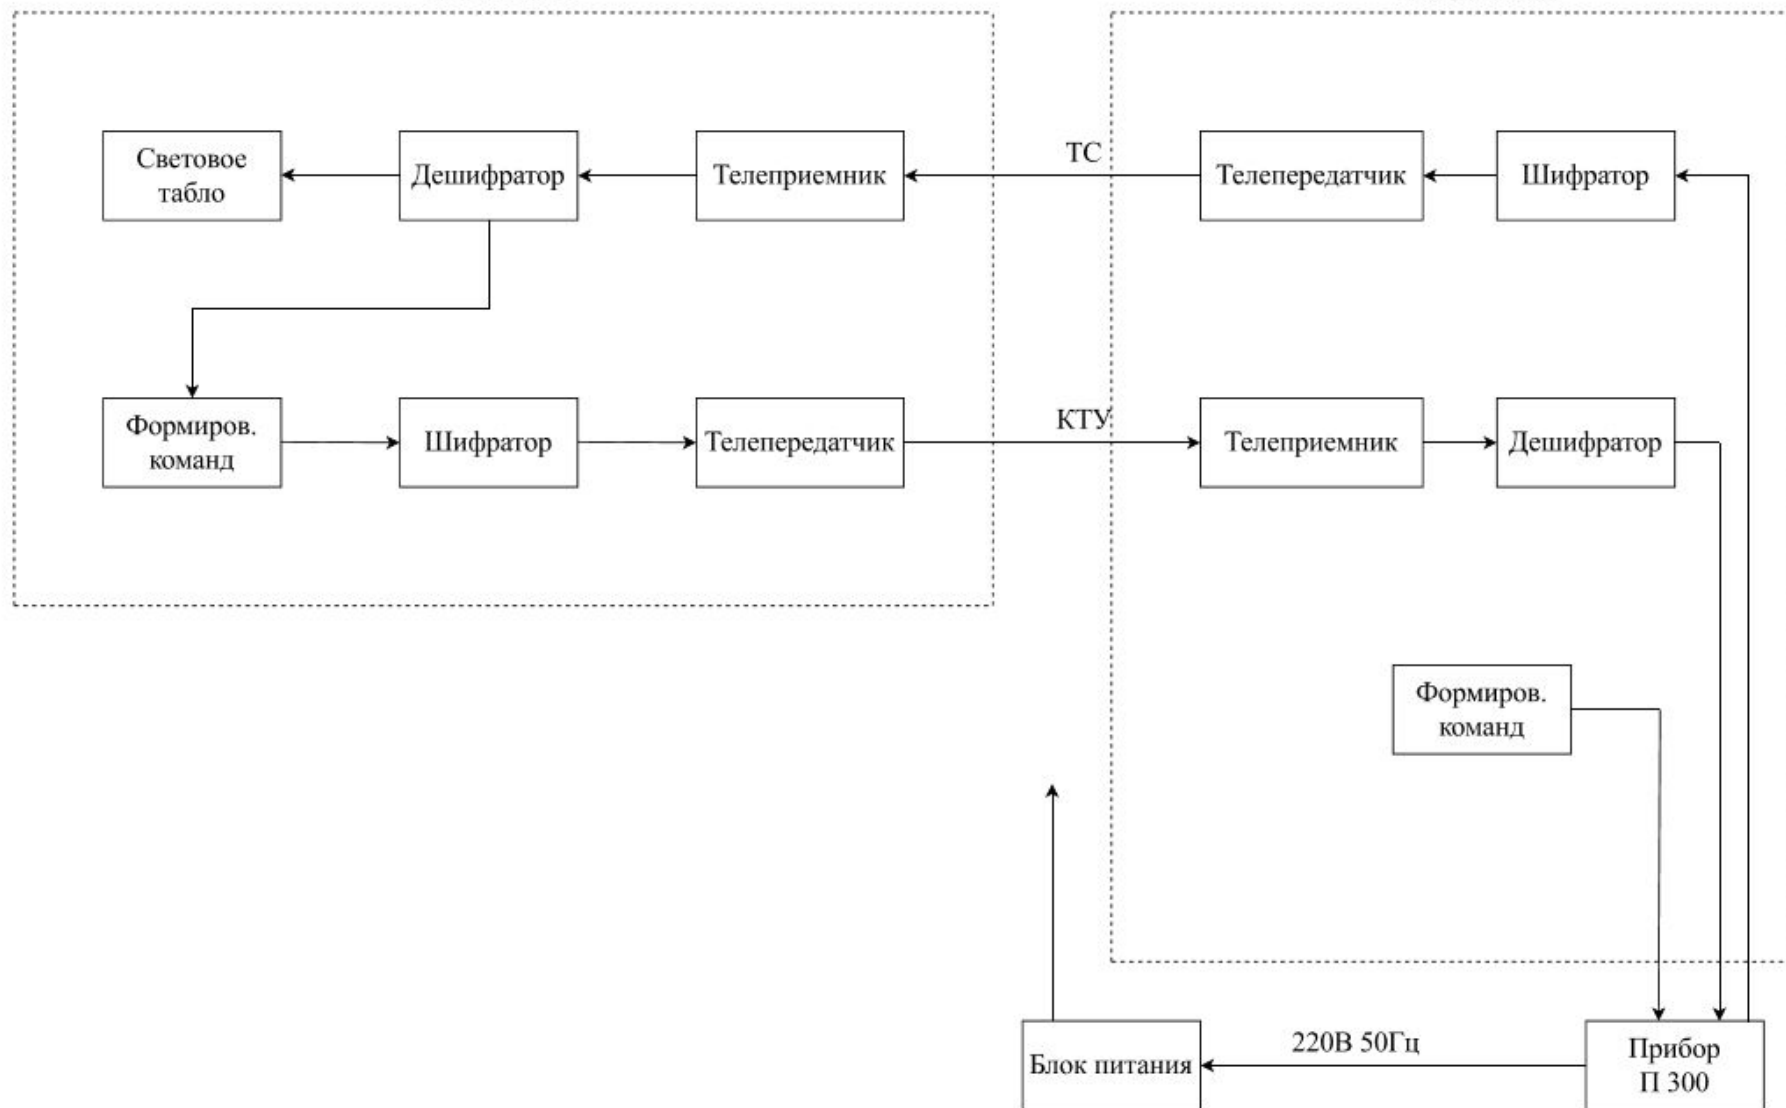 Световое
табло
Дешифратор
Телеприемник
ТС
Телепередатчик
Шифратор
Формиров.
команд
Шифратор
Телепередатчик
КТУ
Телеприемник
Дешифратор
Формиров.
команд
Блок питания
220В 50Гц
Прибор
П 300